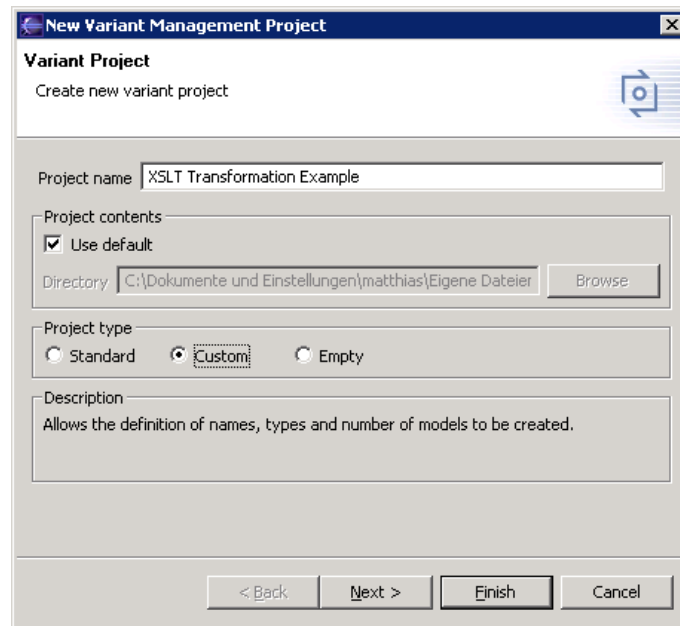 New Variant Management Project
Variant Project
Create new variant project
Project name XSLT Transformation Example
Project contents
Use default
Directory C:\Dokumente und Einstellungen\matthias\Eigene Dateier Browse
Project type
Standard Custom Empty
Description
Allows the definition of names, types and number of models to be created.
< Back Next > Finish Cancel